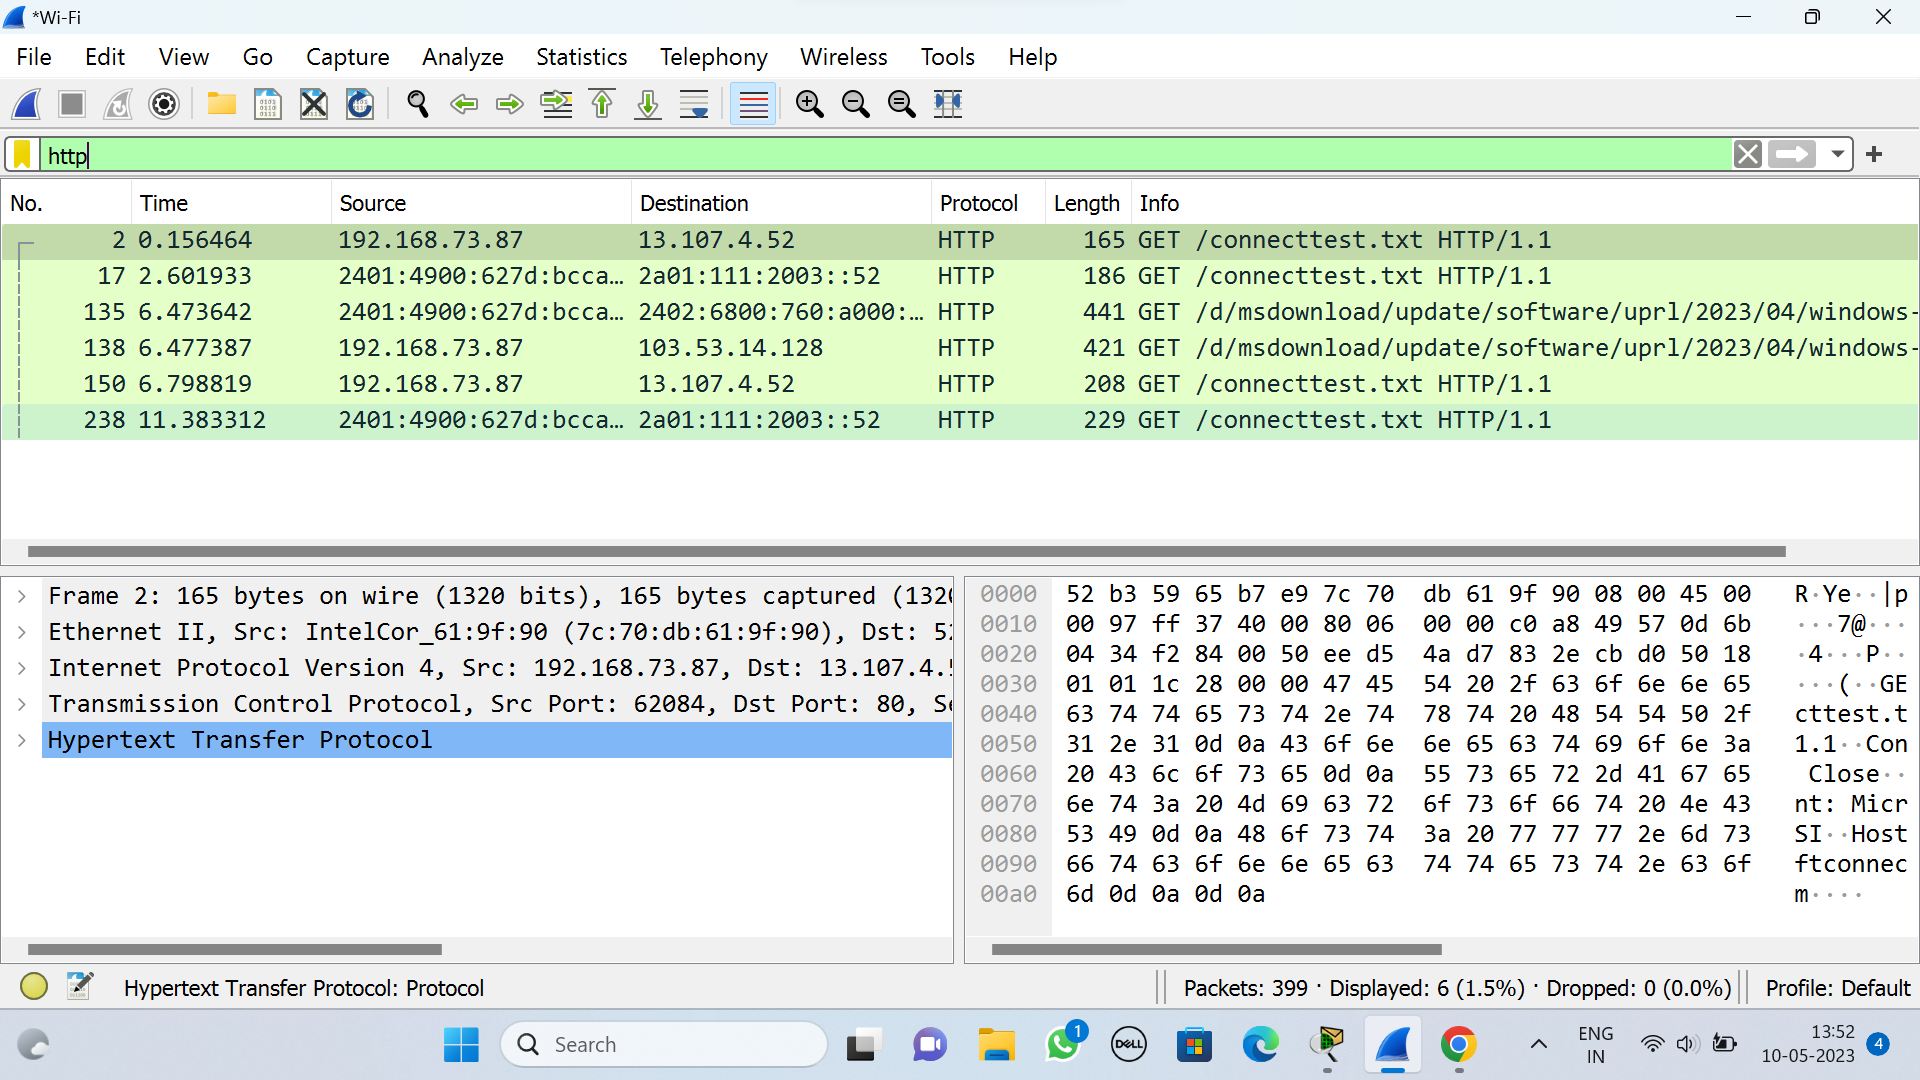 *Wi-Fi
File Edit View Go Capture Analyze Statistics Telephony Wireless Tools Help
http
No. Time Source Destination Protocol Length Info
2 0.156464 192.168.73.87 13.107.4.52 HTTP 165 GET /connecttest.txt HTTP/1.1
17 2.601933 2401:4900:627d:bcca… 2a01:111:2003::52 HTTP 186 GET /connecttest.txt HTTP/1.1
135 6.473642 2401:4900:627d:bcca… 2402:6800:760:a000:… HTTP 441 GET /d/msdownload/update/software/uprl/2023/04/windows-
138 6.477387 192.168.73.87 103.53.14.128 HTTP 421 GET /d/msdownload/update/software/uprl/2023/04/windows-
150 6.798819 192.168.73.87 13.107.4.52 HTTP 208 GET /connecttest.txt HTTP/1.1
238 11.383312 2401:4900:627d:bcca… 2a01:111:2003::52 HTTP 229 GET /connecttest.txt HTTP/1.1
Frame 2: 165 bytes on wire (1320 bits), 165 bytes captured (132
Ethernet II, Src: IntelCor_61:9f:90 (7c:70:db:61:9f:90), Dst: 52
Internet Protocol Version 4, Src: 192.168.73.87, Dst: 13.107.4.5
Transmission Control Protocol, Src Port: 62084, Dst Port: 80, Se
Hypertext Transfer Protocol
0000 52 b3 59 65 b7 e9 7c 70 db 61 9f 90 08 00 45 00 R·Ye··|p
0010 00 97 ff 37 40 00 80 06 00 00 c0 a8 49 57 0d 6b ···7@···
0020 04 34 f2 84 00 50 ee d5 4a d7 83 2e cb d0 50 18 ·4···P··
0030 01 01 1c 28 00 00 47 45 54 20 2f 63 6f 6e 6e 65 ···(··GE
0040 63 74 74 65 73 74 2e 74 78 74 20 48 54 54 50 2f cttest.t
0050 31 2e 31 0d 0a 43 6f 6e 6e 65 63 74 69 6f 6e 3a 1.1··Con
0060 20 43 6c 6f 73 65 0d 0a 55 73 65 72 2d 41 67 65 Close··
0070 6e 74 3a 20 4d 69 63 72 6f 73 6f 66 74 20 4e 43 nt: Micr
0080 53 49 0d 0a 48 6f 73 74 3a 20 77 77 77 2e 6d 73 SI··Host
0090 66 74 63 6f 6e 6e 65 63 74 74 65 73 74 2e 63 6f ftconnec
00a0 6d 0d 0a 0d 0a m····
Hypertext Transfer Protocol: Protocol
Packets: 399 · Displayed: 6 (1.5%) · Dropped: 0 (0.0%)
Profile: Default
Search
1
DELL
ENG
IN
13:52
10-05-2023
4